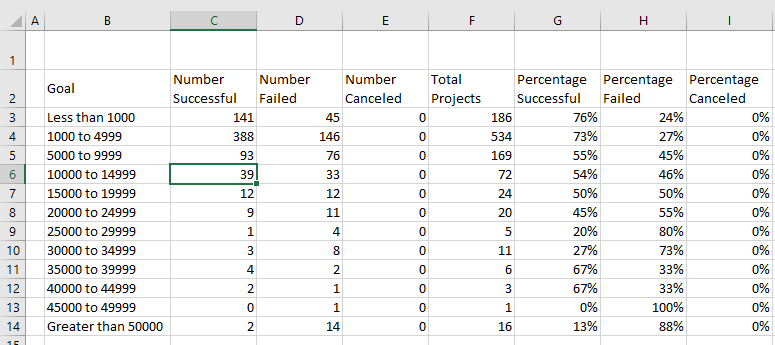 A B C D E F G H I
1
2 Goal Number Successful Number Failed Number Canceled Total Projects Percentage Successful Percentage Failed Percentage Canceled
3 Less than 1000 141 45 0 186 76% 24% 0%
4 1000 to 4999 388 146 0 534 73% 27% 0%
5 5000 to 9999 93 76 0 169 55% 45% 0%
6 10000 to 14999 39 33 0 72 54% 46% 0%
7 15000 to 19999 12 12 0 24 50% 50% 0%
8 20000 to 24999 9 11 0 20 45% 55% 0%
9 25000 to 29999 1 4 0 5 20% 80% 0%
10 30000 to 34999 3 8 0 11 27% 73% 0%
11 35000 to 39999 4 2 0 6 67% 33% 0%
12 40000 to 44999 2 1 0 3 67% 33% 0%
13 45000 to 49999 0 1 0 1 0% 100% 0%
14 Greater than 50000 2 14 0 16 13% 88% 0%